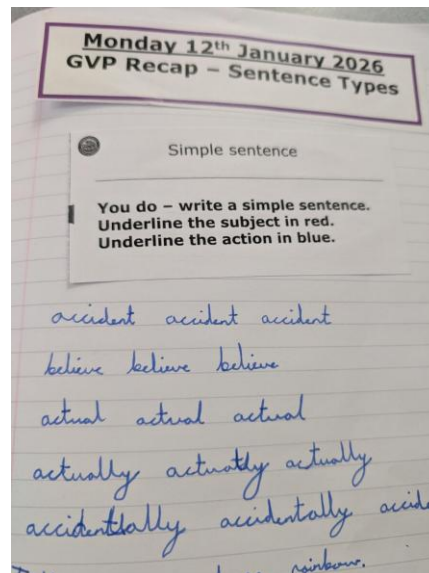 Monday 12th January 2026
GVP Recap – Sentence Types
Simple sentence
You do – write a simple sentence.
Underline the subject in red.
Underline the action in blue.
accident accident accident
believe believe believe
actual actual actual
actually actually actually
accidentally accidentally accid
rainbow.